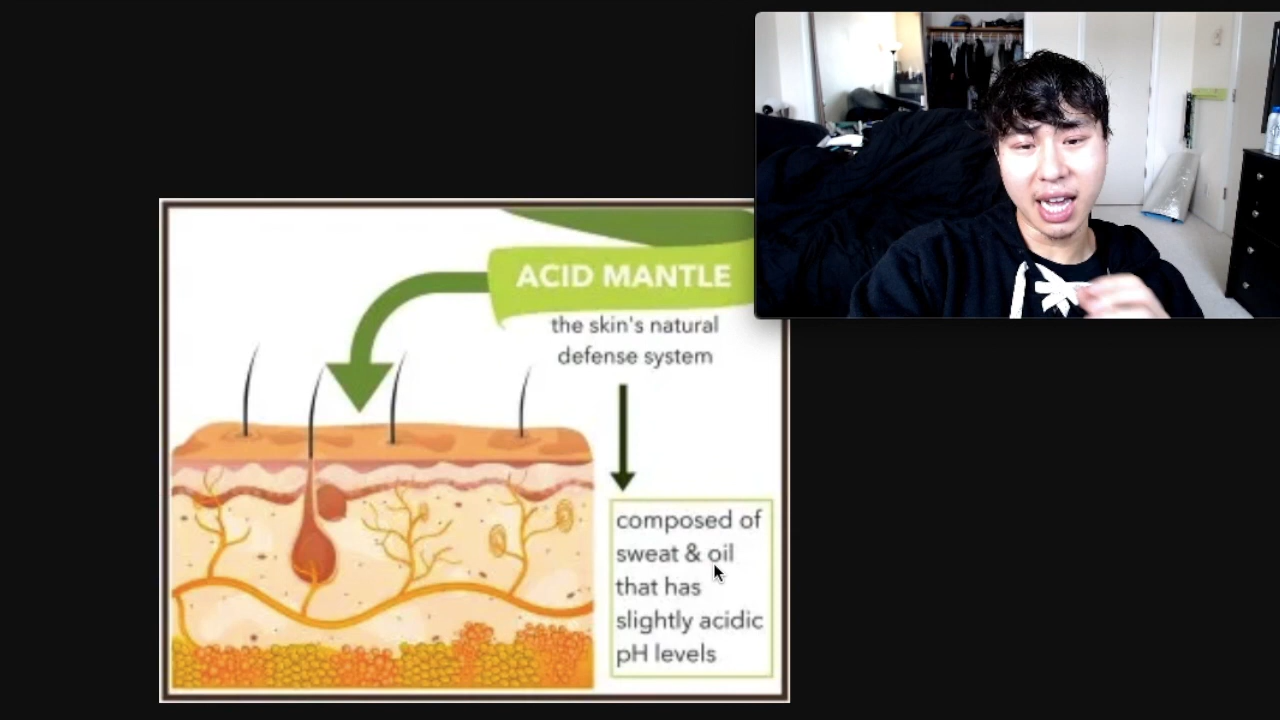 ACID MANTLE
the skin's natural
defense system
composed of
sweat & oil
that has
slightly acidic
pH levels